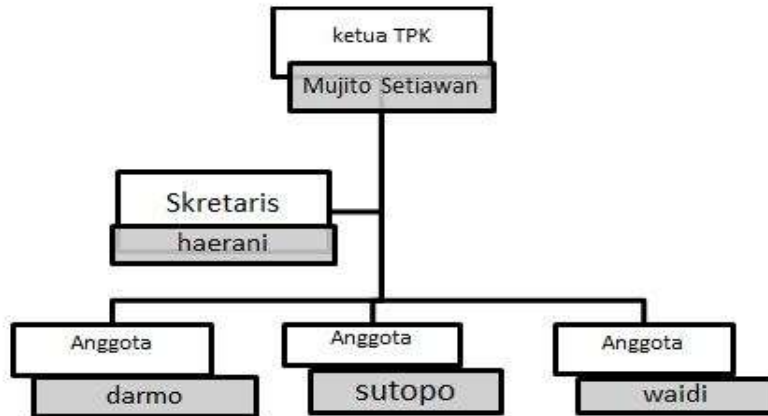 ketua TPK
Mujito Setiawan
Skretaris
haerani
Anggota
darmo
Anggota
sutopo
Anggota
waidi